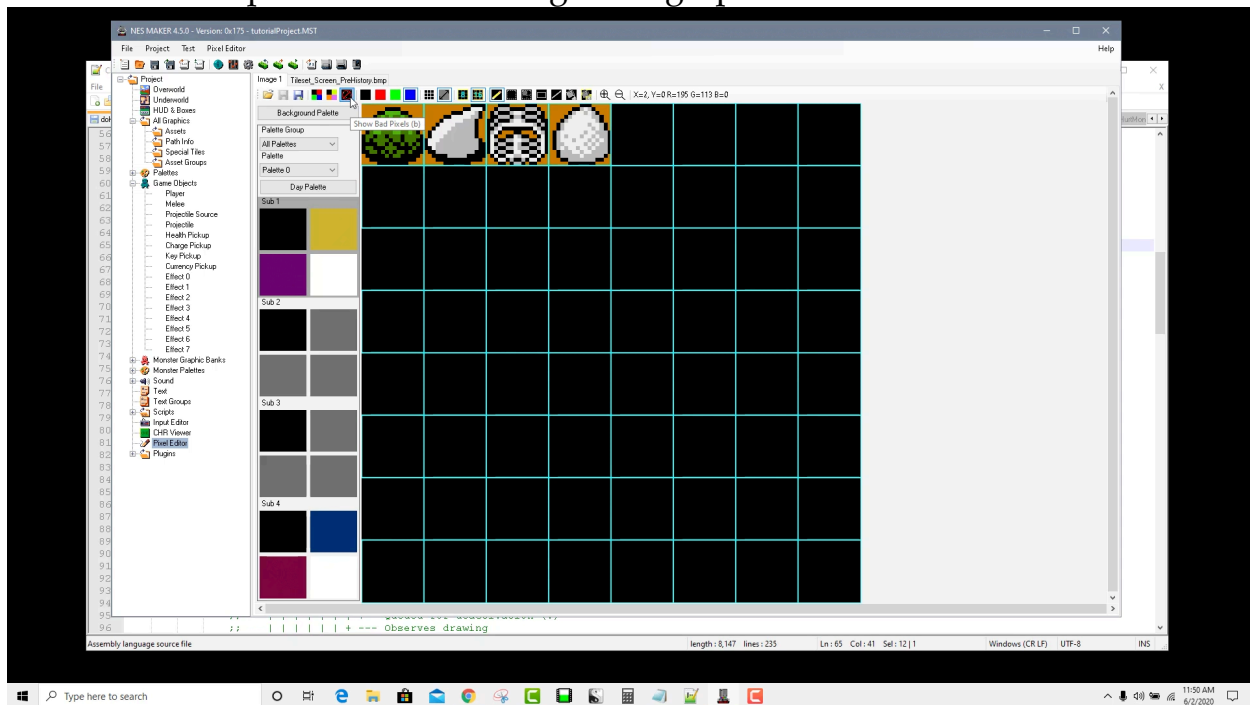 NES MAKER 4.5.0 - Version: 0x175 - tutorialProject.MST
File Project Test Pixel Editor Help
Project
Overworld
Underworld
HUD & Boxes
All Graphics
Assets
Path Info
Special Tiles
Asset Groups
Palettes
Game Objects
Player
Melee
Projectile Source
Projectile
Health Pickup
Charge Pickup
Key Pickup
Currency Pickup
Effect 0
Effect 1
Effect 2
Effect 3
Effect 4
Effect 5
Effect 6
Effect 7
Monster Graphic Banks
Monster Palettes
Sound
Text
Text Groups
Scripts
Input Editor
CHR Viewer
Pixel Editor
Plugins
Image 1 Tileset_Screen_PreHistory.bmp
X=2, Y=0 R=195 G=113 B=0
Background Palette
Show Bad Pixels (b)
Palette Group
All Palettes
Palette
Palette 0
Day Palette
Sub 1
Sub 2
Sub 3
Sub 4
File
56
57
58
59
60
61
62
63
64
65
66
67
68
69
70
71
72
73
74
75
76
77
78
79
80
81
82
83
84
85
86
87
88
89
90
91
92
93
94
95
96 ;; | | | | | | + --- Observes drawing
Assembly language source file length : 8,147 lines : 235 Ln : 65 Col : 41 Sel : 12 | 1 Windows (CR LF) UTF-8 INS
Type here to search
11:50 AM
6/2/2020